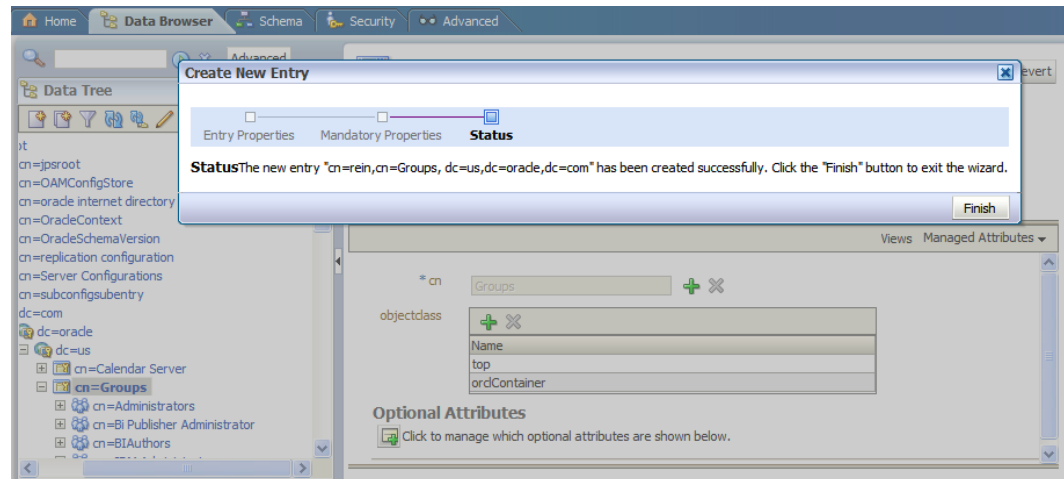 Home Data Browser Schema Security Advanced
Advanced
evert
Create New Entry
Data Tree
Entry Properties Mandatory Properties Status
StatusThe new entry "cn=rein,cn=Groups, dc=us,dc=oracle,dc=com" has been created successfully. Click the "Finish" button to exit the wizard.
Finish
ot
cn=jpsroot
cn=OAMConfigStore
cn=oracle internet directory
cn=OracleContext
cn=OracleSchemaVersion
cn=replication configuration
cn=Server Configurations
cn=subconfigsubentry
dc=com
dc=oracle
dc=us
cn=Calendar Server
cn=Groups
cn=Administrators
cn=Bi Publisher Administrator
cn=BIAuthors
Views Managed Attributes
* cn Groups
objectclass
Name
top
orclContainer
Optional Attributes
Click to manage which optional attributes are shown below.